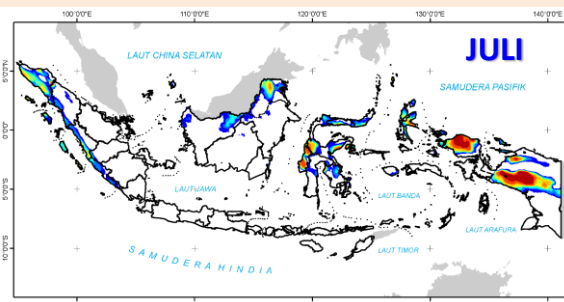 100°0'0"E 110°0'0"E 120°0'0"E 130°0'0"E 140°0'0"E
JULI
LAUT CHINA SELATAN
5°0'0"N
SAMUDERA PASIFIK
0°0'0"
LAUT JAWA
5°0'0"S
LAUT BANDA
LAUT ARAFURA
SAMUDERA HINDIA
LAUT TIMOR
10°0'0"S